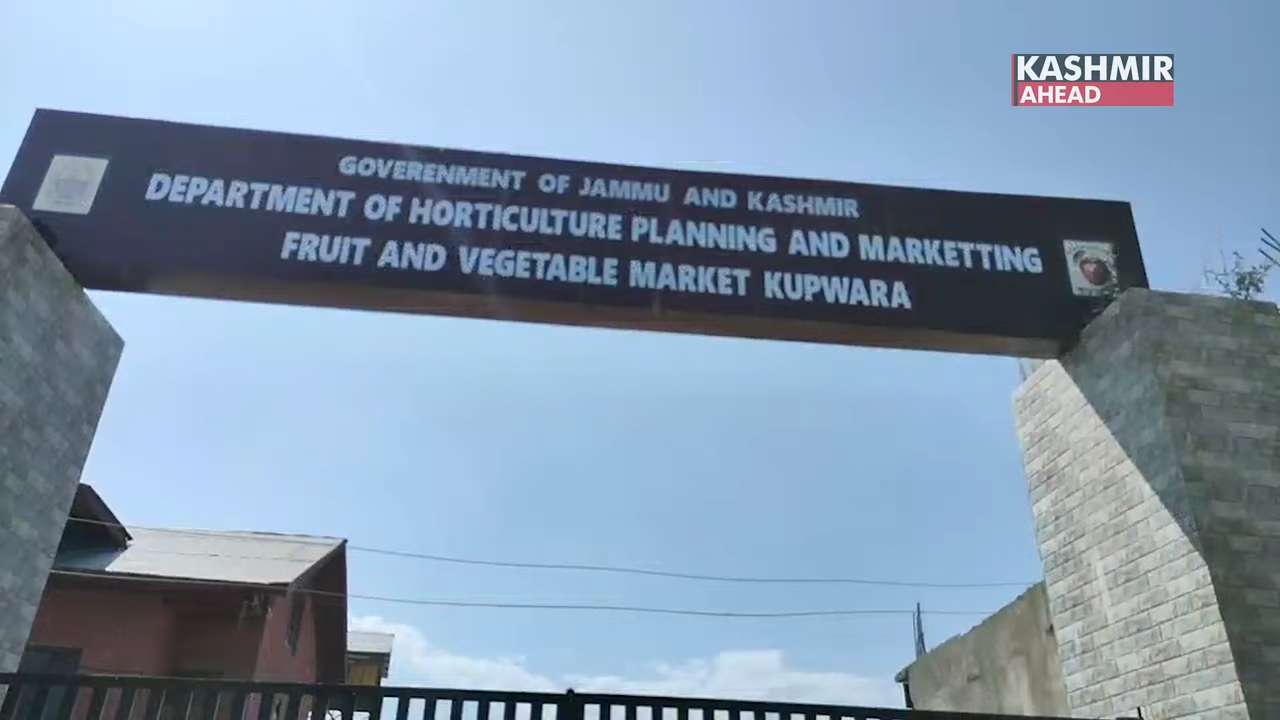 KASHMIR
AHEAD
GOVERENMENT OF JAMMU AND KASHMIR
DEPARTMENT OF HORTICULTURE PLANNING AND MARKETTING
FRUIT AND VEGETABLE MARKET KUPWARA